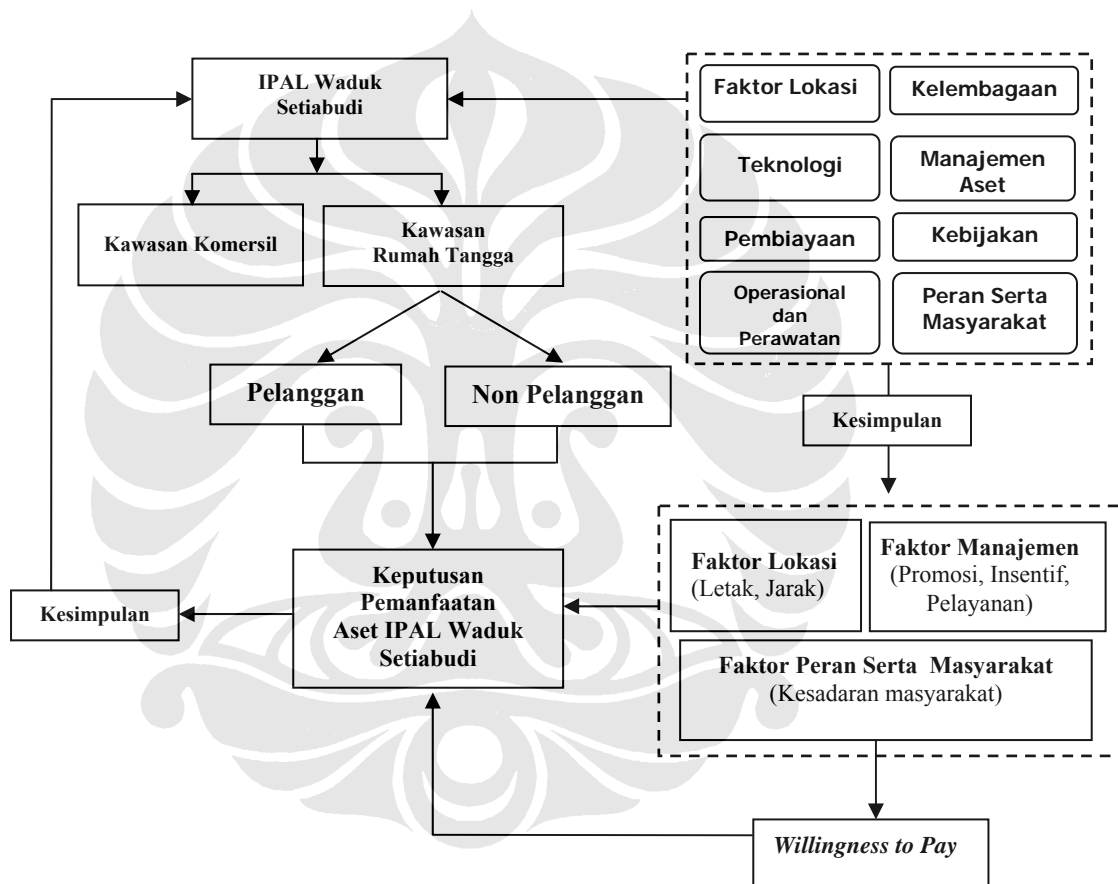 IPAL Waduk
Setiabudi
Kawasan Komersil
Kawasan
Rumah Tangga
Pelanggan
Non Pelanggan
Keputusan
Pemanfaatan
Aset IPAL Waduk
Setiabudi
Kesimpulan
Faktor Lokasi
Kelembagaan
Teknologi
Manajemen
Aset
Pembiayaan
Kebijakan
Operasional
dan
Perawatan
Peran Serta
Masyarakat
Kesimpulan
Faktor Lokasi
(Letak, Jarak)
Faktor Manajemen
(Promosi, Insentif,
Pelayanan)
Faktor Peran Serta Masyarakat
(Kesadaran masyarakat)
Willingness to Pay